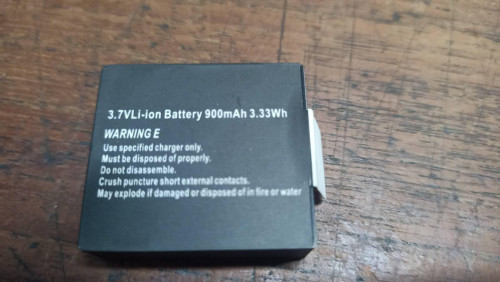 3.7VLi-ion Battery 900mAh 3.33Wh
WARNING E
Use specified charger only.
Must be disposed of properly.
Do not disassemble.
Crush puncture short external contacts.
May explode if damaged or disposed of in fire or water